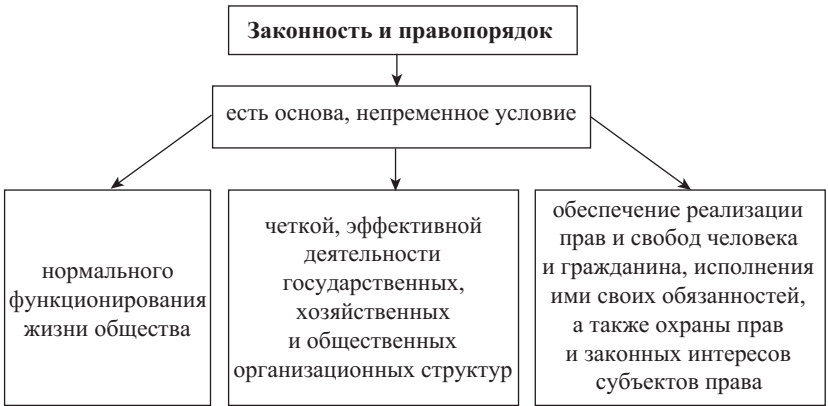 Законность и правопорядок
есть основа, непременное условие
нормального
функционирования
жизни общества
четкой, эффективной
деятельности
государственных,
хозяйственных
и общественных
организационных структур
обеспечение реализации
прав и свобод человека
и гражданина, исполнения
ими своих обязанностей,
а также охраны прав
и законных интересов
субъектов права